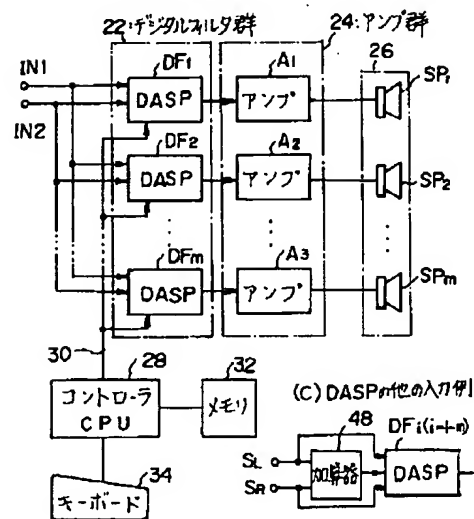 22:デジタルフィルタ群
24:アンプ群
IN1
IN2
DF1
DASP
A1
アンプ
26
SP1
DF2
DASP
A2
アンプ
SP2
DFm
DASP
A3
アンプ
SPm
30
28
コントローラ
CPU
32
メモリ
34
キーボード
(C) DASPの他の入力例
48
DFi(i+n)
SL
SR
加算器
DASP